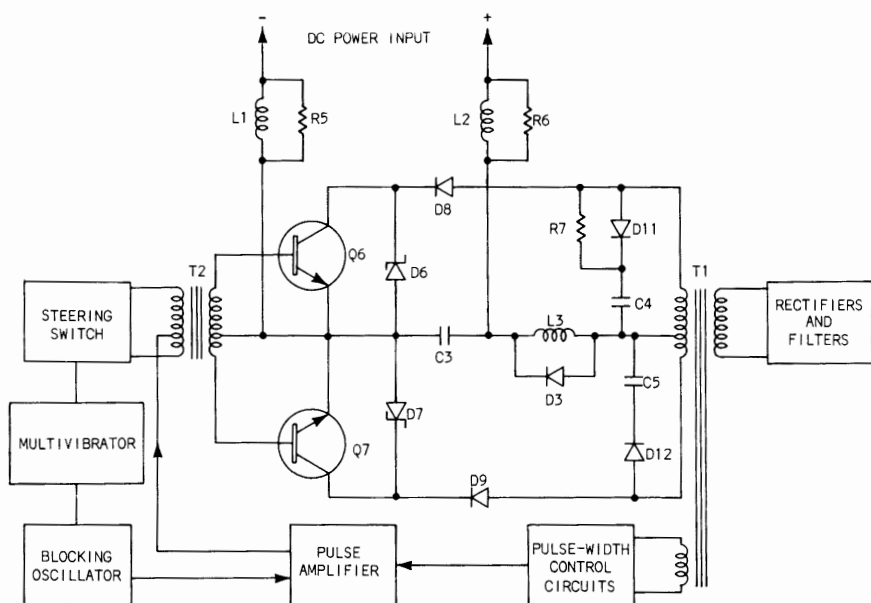 -
+
DC POWER INPUT
L1
R5
L2
R6
D8
R7
D11
Q6
T2
D6
T1
C4
STEERING
SWITCH
L3
RECTIFIERS
AND
FILTERS
C3
C5
D3
D7
MULTIVIBRATOR
Q7
D12
D9
BLOCKING
OSCILLATOR
PULSE
AMPLIFIER
PULSE-WIDTH
CONTROL
CIRCUITS